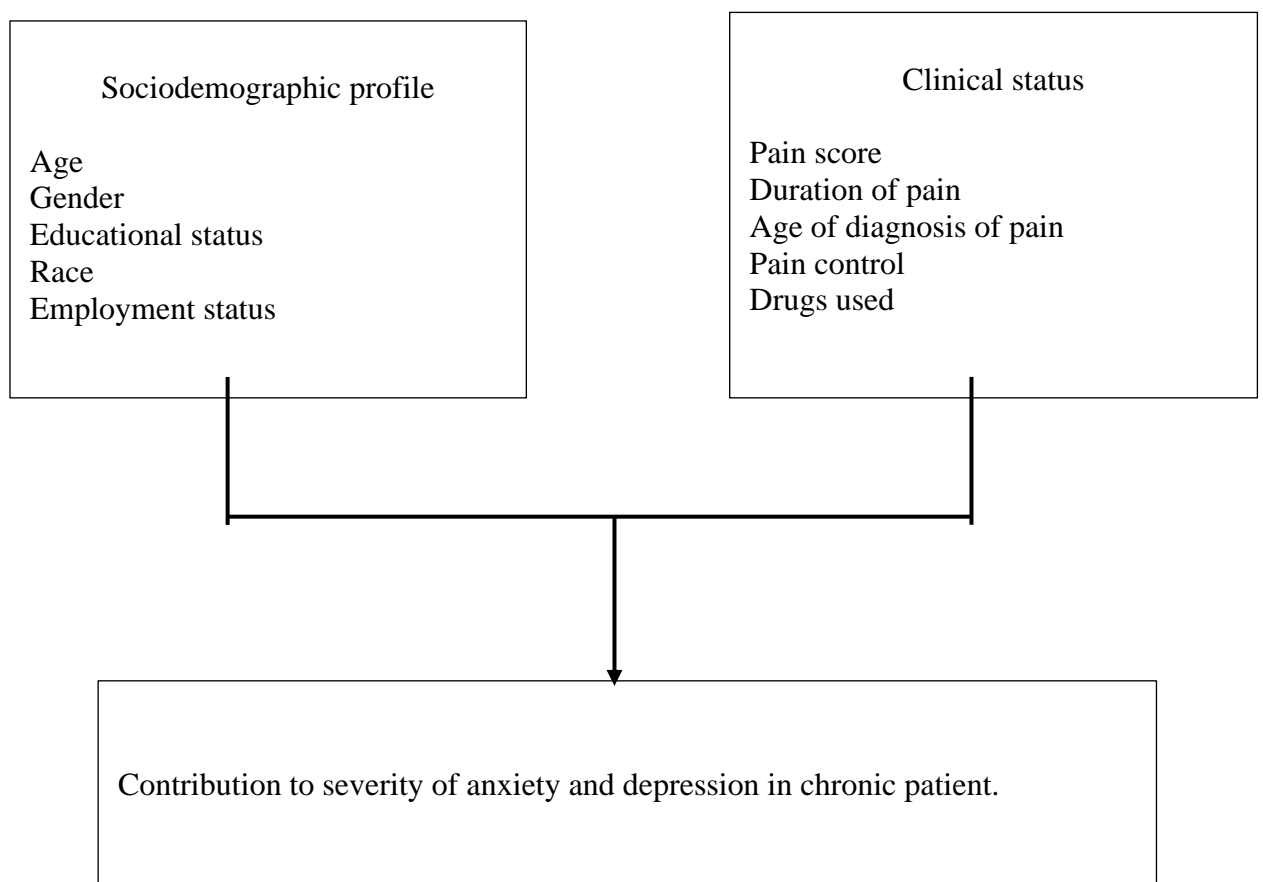 Sociodemographic profile
Age
Gender
Educational status
Race
Employment status
Clinical status
Pain score
Duration of pain
Age of diagnosis of pain
Pain control
Drugs used
Contribution to severity of anxiety and depression in chronic patient.